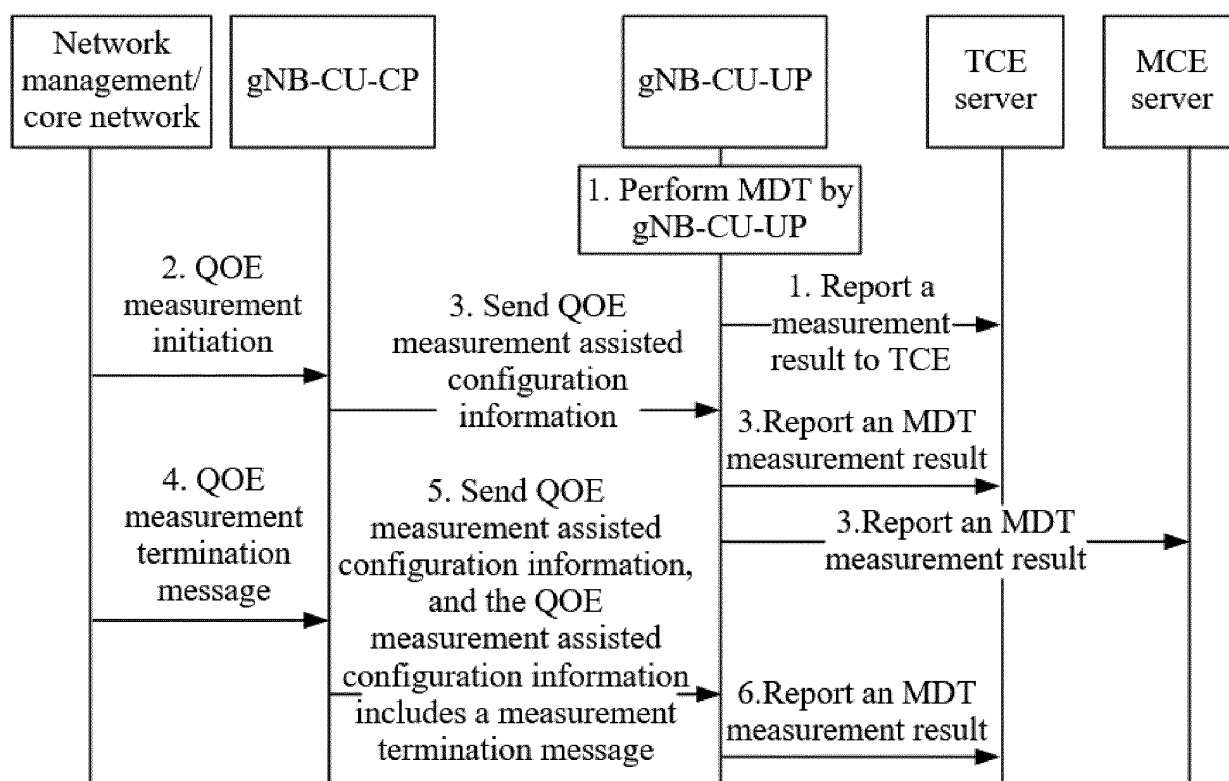 Network
management/
core network
gNB-CU-CP
gNB-CU-UP
TCE
server
MCE
server
1. Perform MDT by
gNB-CU-UP
2. QOE
measurement
initiation
1. Report a
measurement
result to TCE
3. Send QOE
measurement assisted
configuration
information
3.Report an MDT
measurement result
3.Report an MDT
measurement result
4. QOE
measurement
termination
message
5. Send QOE
measurement assisted
configuration information,
and the QOE
measurement assisted
configuration information
includes a measurement
termination message
6.Report an MDT
measurement result